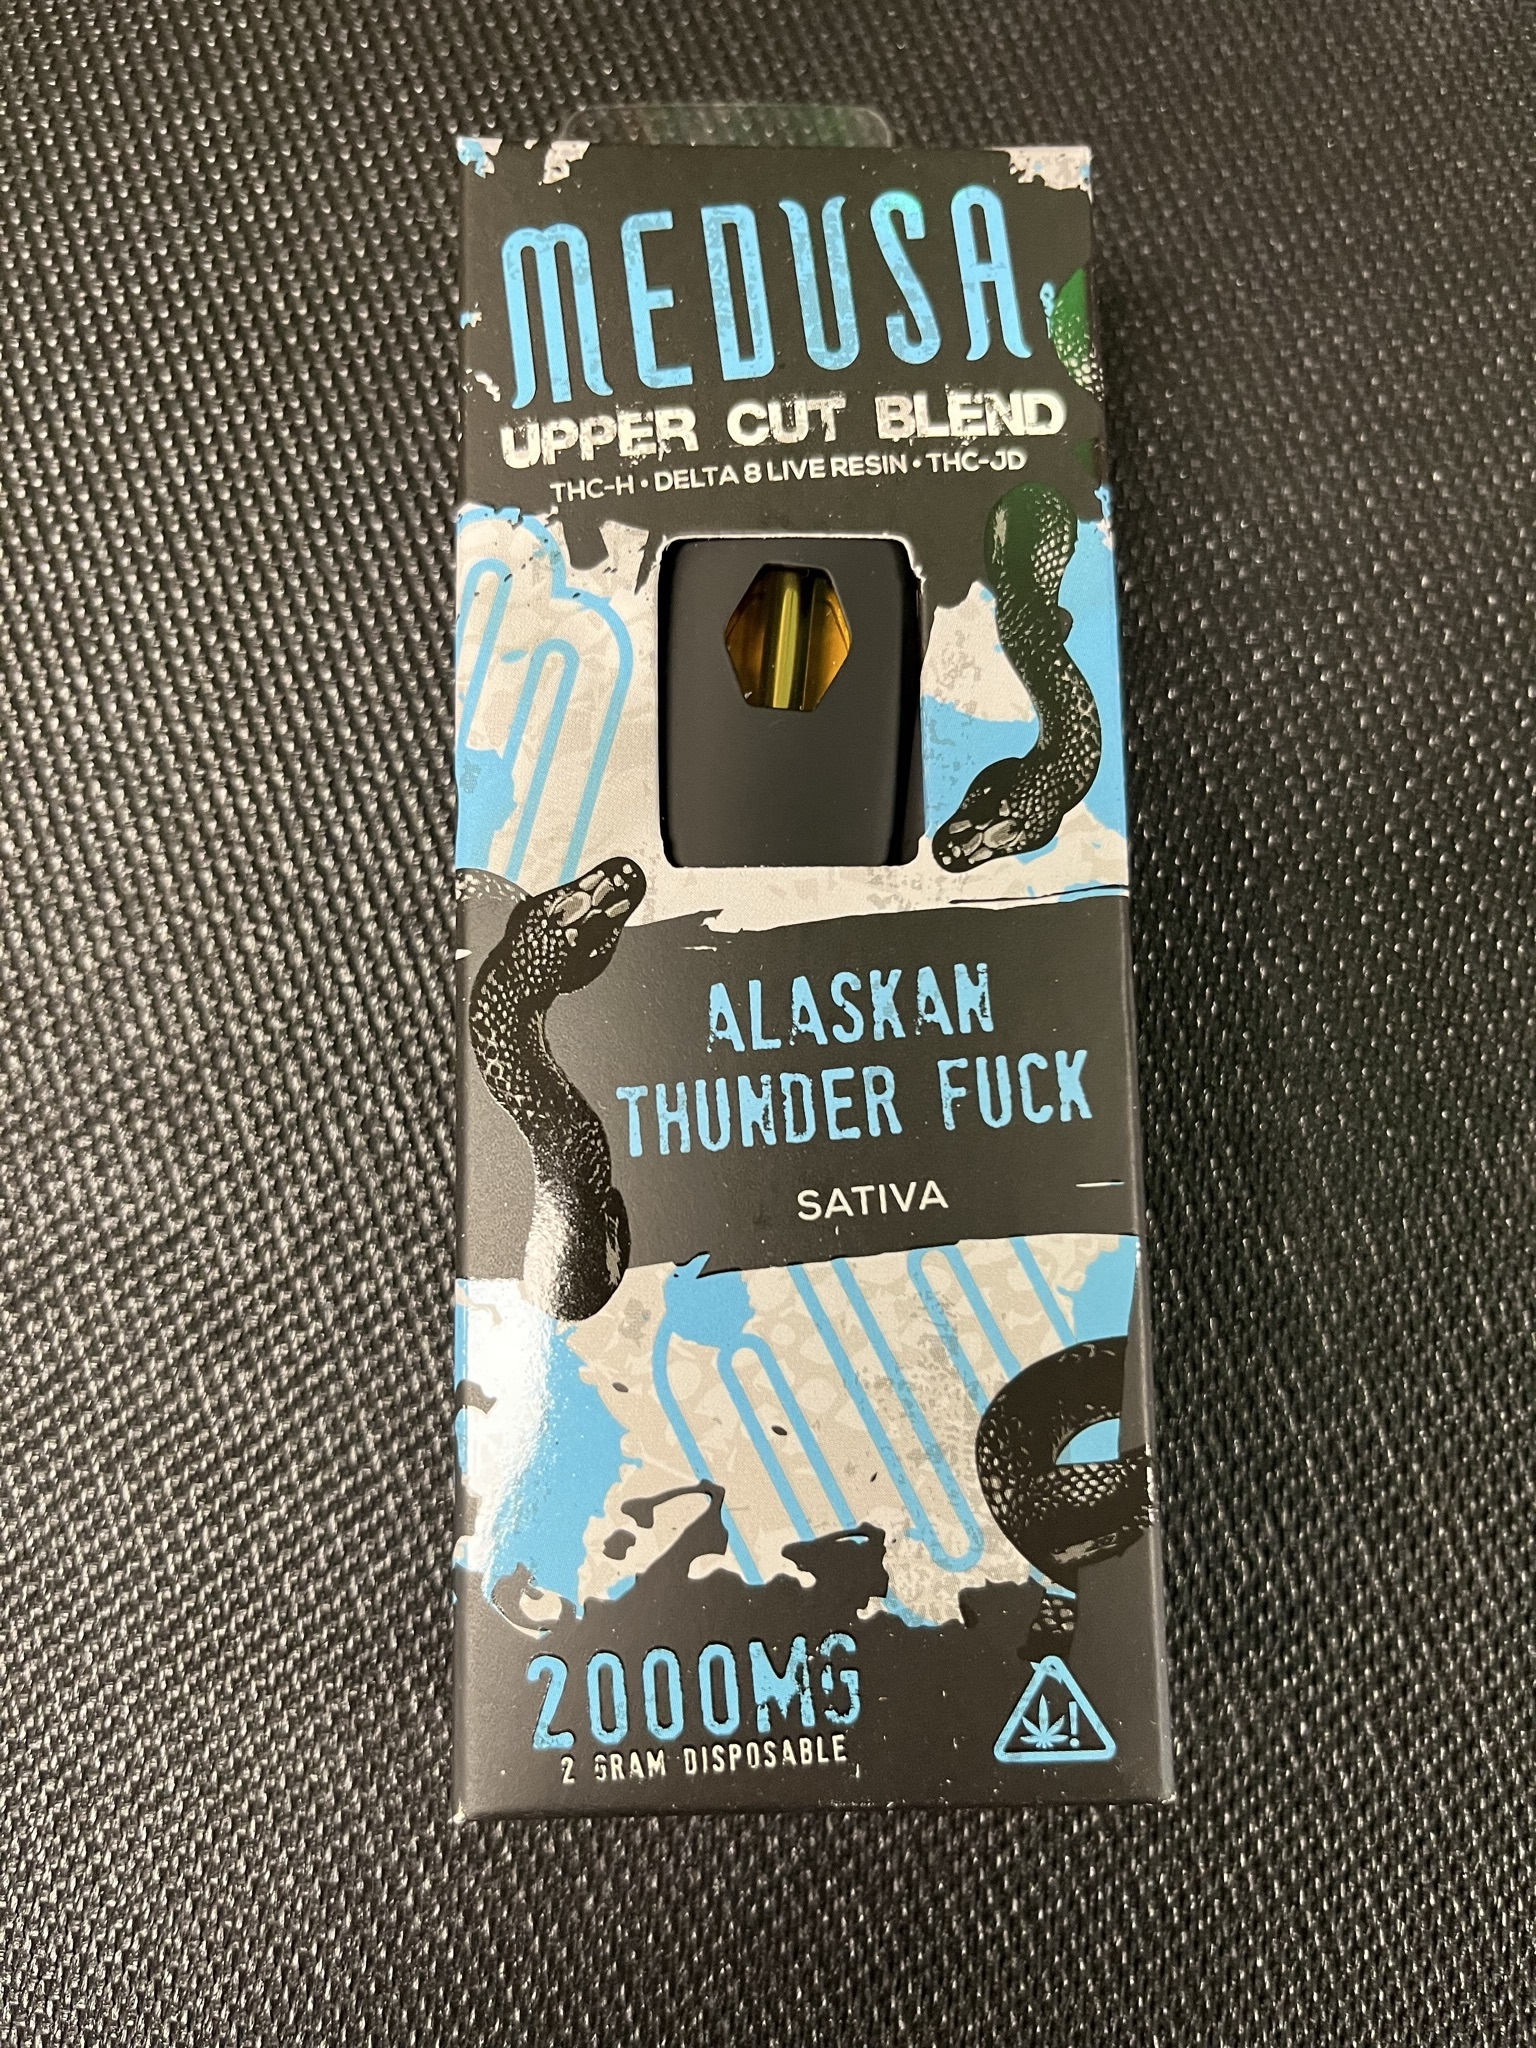 MEDUSA
UPPER CUT BLEND
THC-H • DELTA 8 LIVE RESIN • THC-JD
ALASKAN
THUNDER FUCK
SATIVA
2000MG
2 GRAM DISPOSABLE
!